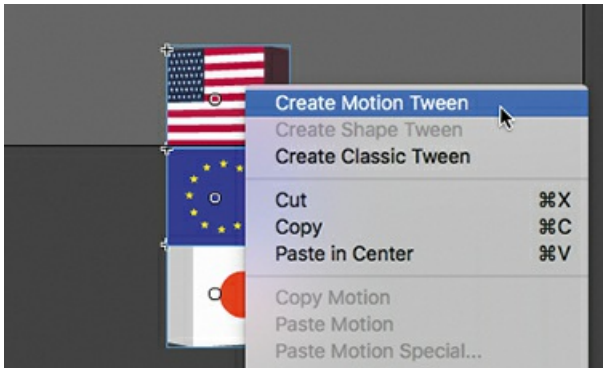 Create Motion Tween
Create Shape Tween
Create Classic Tween
Cut ⌘X
Copy ⌘C
Paste in Center ⌘V
Copy Motion
Paste Motion
Paste Motion Special...